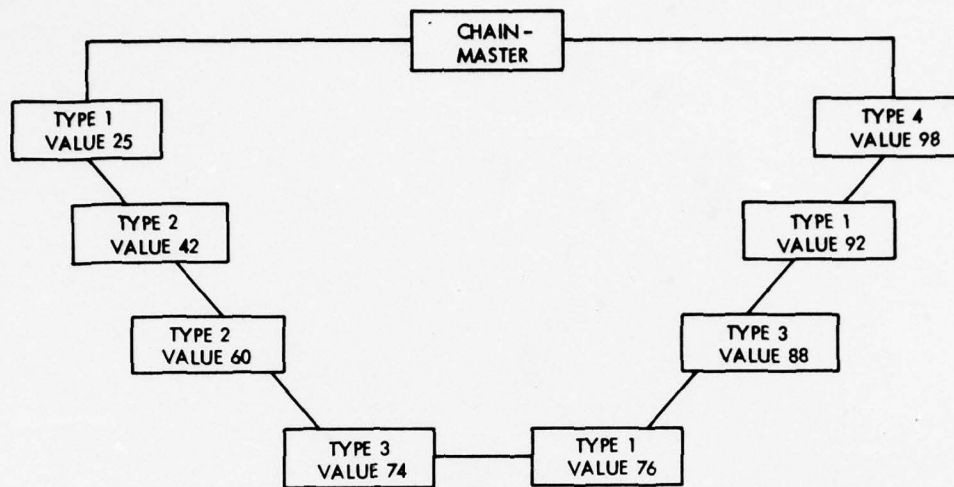 CHAIN-
MASTER
TYPE 1
VALUE 25
TYPE 4
VALUE 98
TYPE 2
VALUE 42
TYPE 1
VALUE 92
TYPE 2
VALUE 60
TYPE 3
VALUE 88
TYPE 3
VALUE 74
TYPE 1
VALUE 76